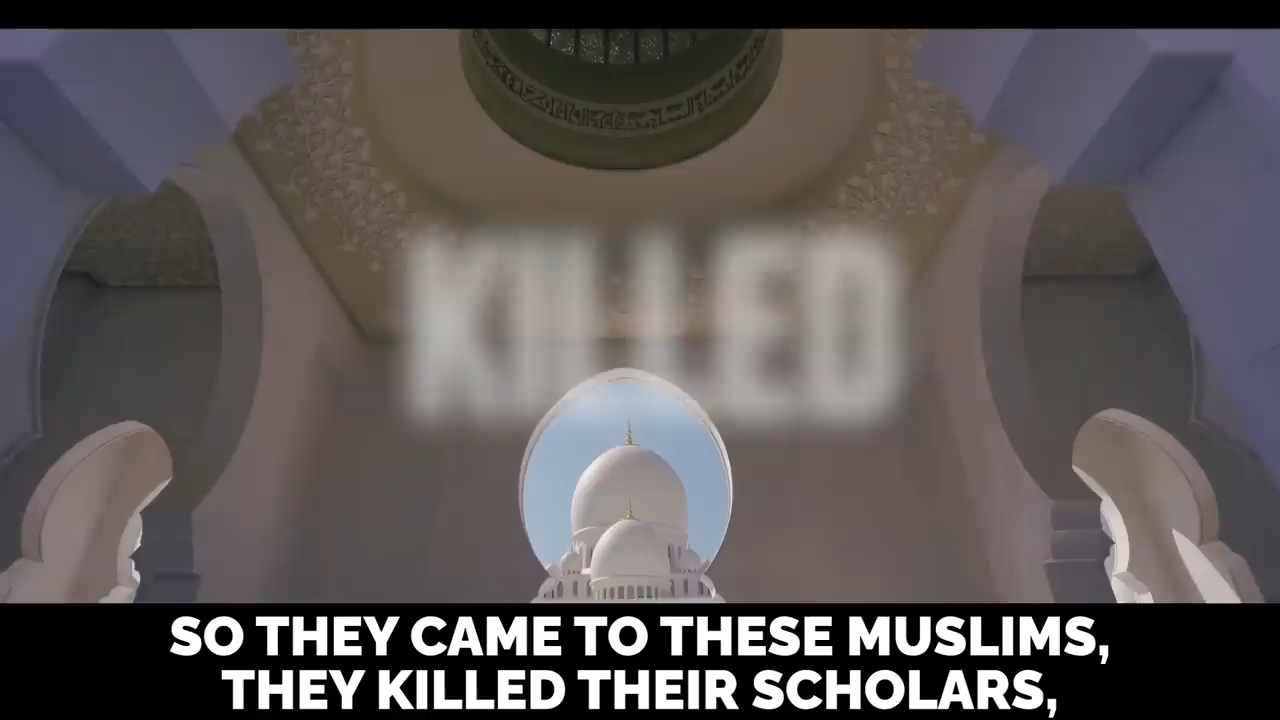 KILLED
SO THEY CAME TO THESE MUSLIMS,
THEY KILLED THEIR SCHOLARS,